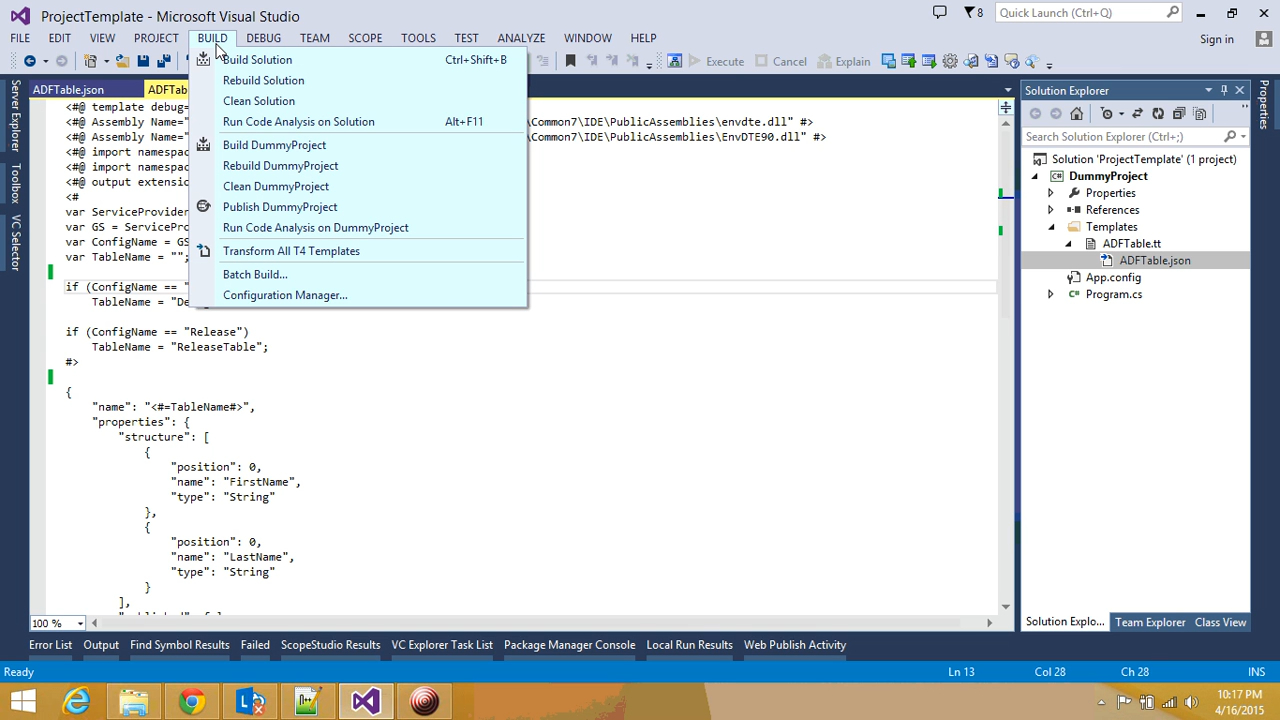 ProjectTemplate - Microsoft Visual Studio
8
Quick Launch (Ctrl+Q)
FILE EDIT VIEW PROJECT BUILD DEBUG TEAM SCOPE TOOLS TEST ANALYZE WINDOW HELP
Sign in
Execute Cancel Explain
Build Solution Ctrl+Shift+B
Rebuild Solution
Clean Solution
Run Code Analysis on Solution Alt+F11
Build DummyProject
Rebuild DummyProject
Clean DummyProject
Publish DummyProject
Run Code Analysis on DummyProject
Transform All T4 Templates
Batch Build...
Configuration Manager...
Server Explorer
Toolbox
VC Selector
ADFTable.json
ADFTab
<#@ template debug=
<#@ Assembly Name=" \Common7\IDE\PublicAssemblies\envdte.dll" #>
<#@ Assembly Name=" \Common7\IDE\PublicAssemblies\EnvDTE90.dll" #>
<#@ import namespac
<#@ import namespac
<#@ output extensio
<#
var ServiceProvider
var GS = ServicePro
var ConfigName = GS
var TableName = "";
if (ConfigName == "
TableName = "De
if (ConfigName == "Release")
TableName = "ReleaseTable";
#>
{
"name": "<#=TableName#>",
"properties": {
"structure": [
{
"position": 0,
"name": "FirstName",
"type": "String"
},
{
"position": 0,
"name": "LastName",
"type": "String"
}
],
100 %
Solution Explorer
Search Solution Explorer (Ctrl+;)
Solution 'ProjectTemplate' (1 project)
DummyProject
Properties
References
Templates
ADFTable.tt
ADFTable.json
App.config
Program.cs
Properties
Solution Explo... Team Explorer Class View
Error List Output Find Symbol Results Failed ScopeStudio Results VC Explorer Task List Package Manager Console Local Run Results Web Publish Activity
Ready Ln 13 Col 28 Ch 28 INS
10:17 PM
4/16/2015